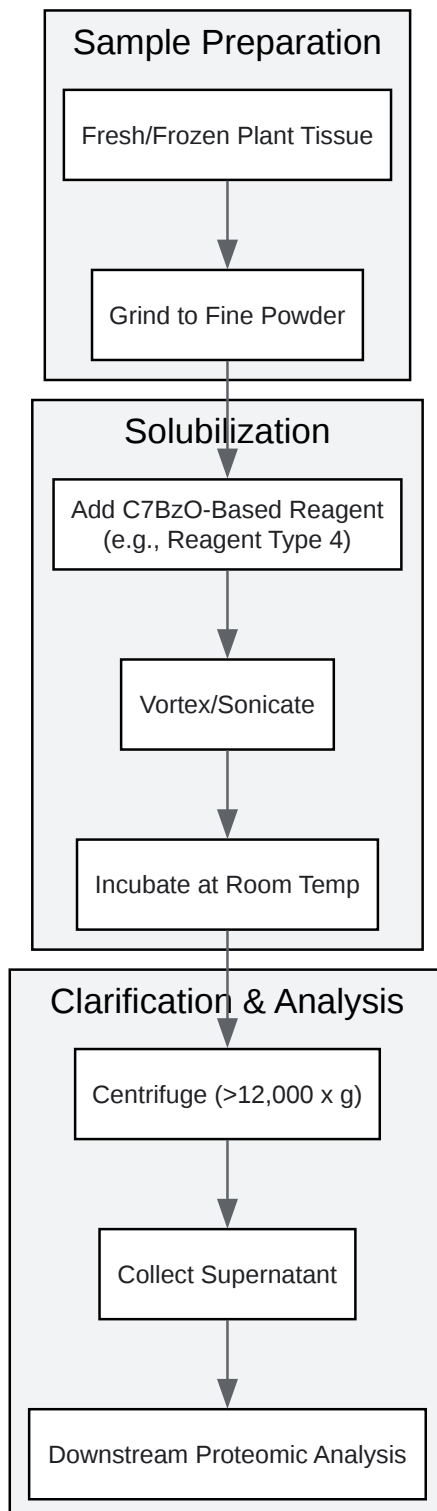 Sample Preparation
Fresh/Frozen Plant Tissue
Grind to Fine Powder
Solubilization
Add C7BzO-Based Reagent
(e.g., Reagent Type 4)
Vortex/Sonicate
Incubate at Room Temp
Clarification & Analysis
Centrifuge (>12,000 x g)
Collect Supernatant
Downstream Proteomic Analysis